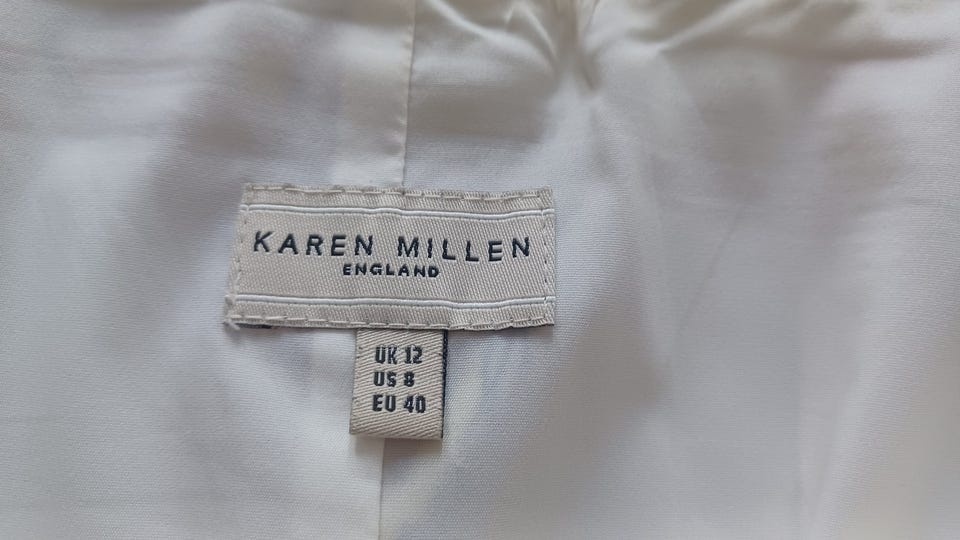 KAREN MILLEN
ENGLAND
UK 12
US 8
EU 40